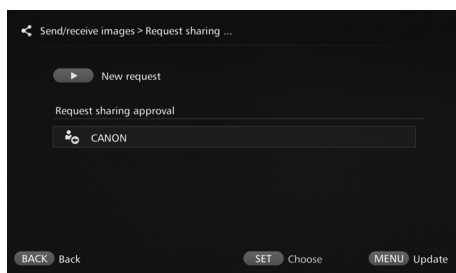 Send/receive images > Request sharing ...
New request
Request sharing approval
CANON
BACK Back SET Choose MENU Update